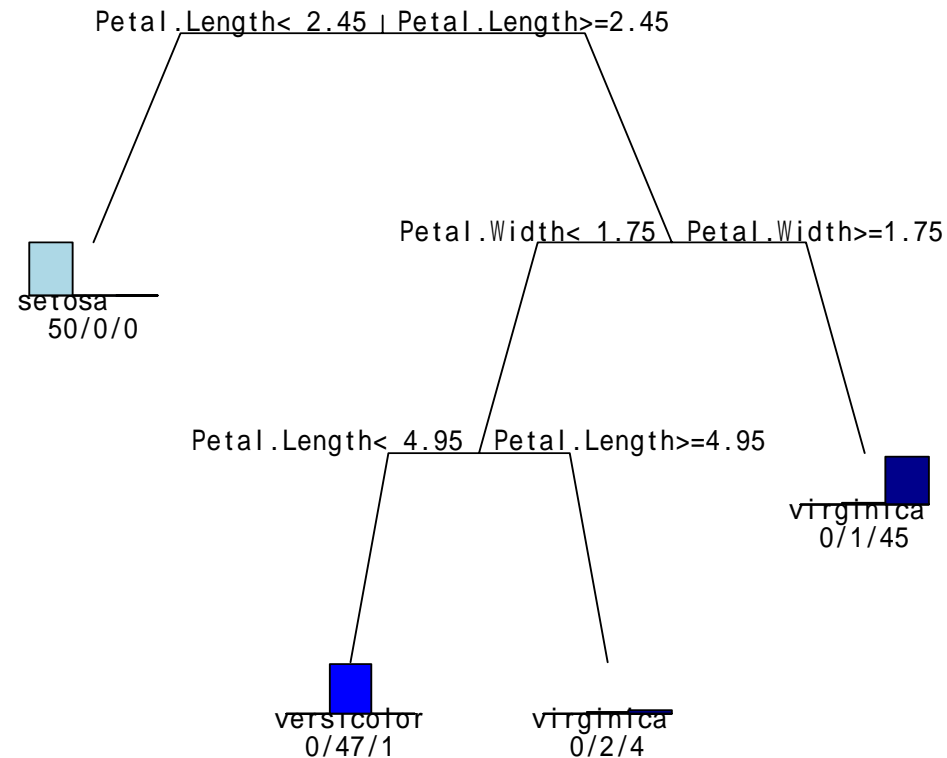 Petal.Length< 2.45 | Petal.Length>=2.45
Petal.Width< 1.75 Petal.Width>=1.75
setosa
50/0/0
Petal.Length< 4.95 Petal.Length>=4.95
virginica
0/1/45
versicolor
0/47/1
virginica
0/2/4